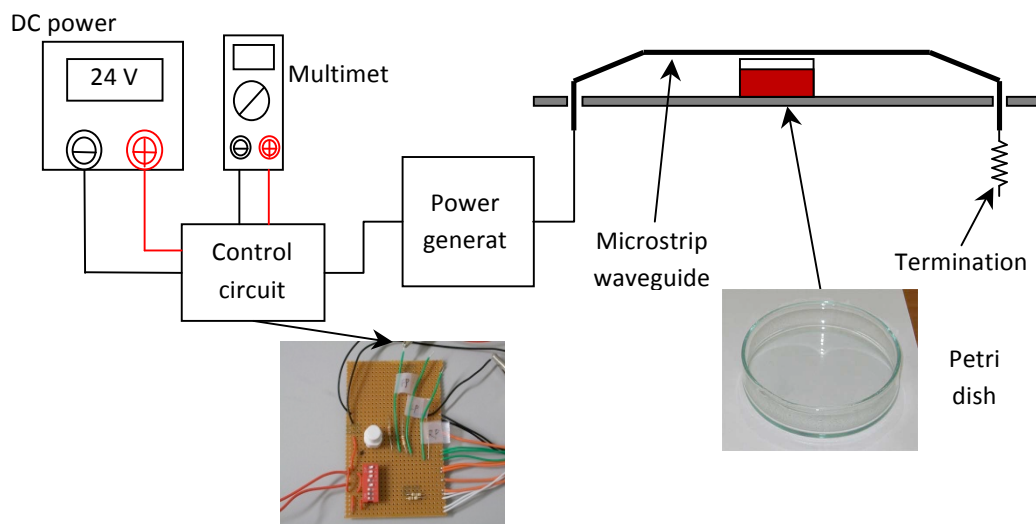 DC power
24 V
Multimet
Control
circuit
Power
generat
Microstrip
waveguide
Termination
Petri
dish